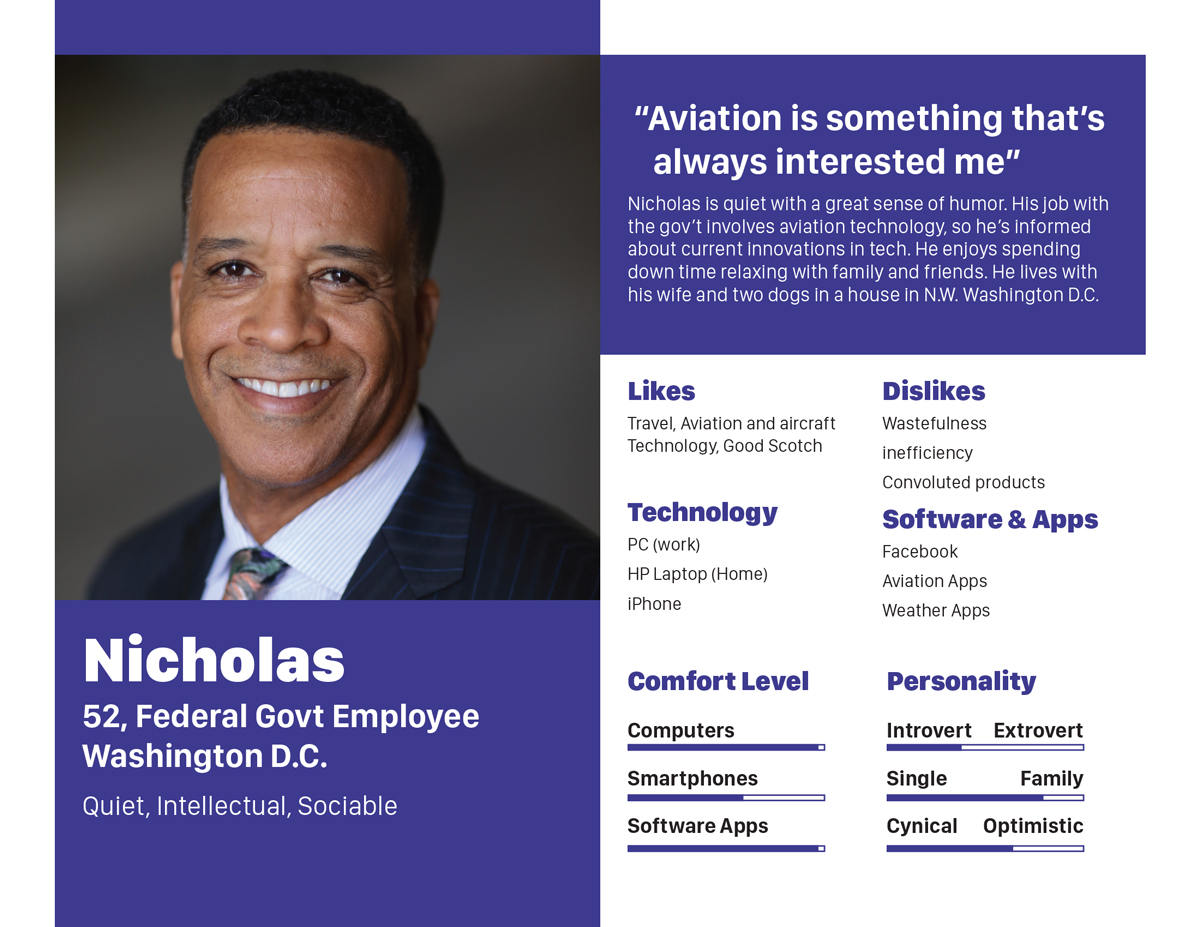 “Aviation is something that’s
always interested me”
Nicholas is quiet with a great sense of humor. His job with
the gov’t involves aviation technology, so he’s informed
about current innovations in tech. He enjoys spending
down time relaxing with family and friends. He lives with
his wife and two dogs in a house in N.W. Washington D.C.
Nicholas
52, Federal Govt Employee
Washington D.C.
Quiet, Intellectual, Sociable
Likes
Travel, Aviation and aircraft
Technology, Good Scotch
Dislikes
Wastefulness
inefficiency
Convoluted products
Technology
PC (work)
HP Laptop (Home)
iPhone
Software & Apps
Facebook
Aviation Apps
Weather Apps
Comfort Level
Computers
Smartphones
Software Apps
Personality
Introvert Extrovert
Single Family
Cynical Optimistic